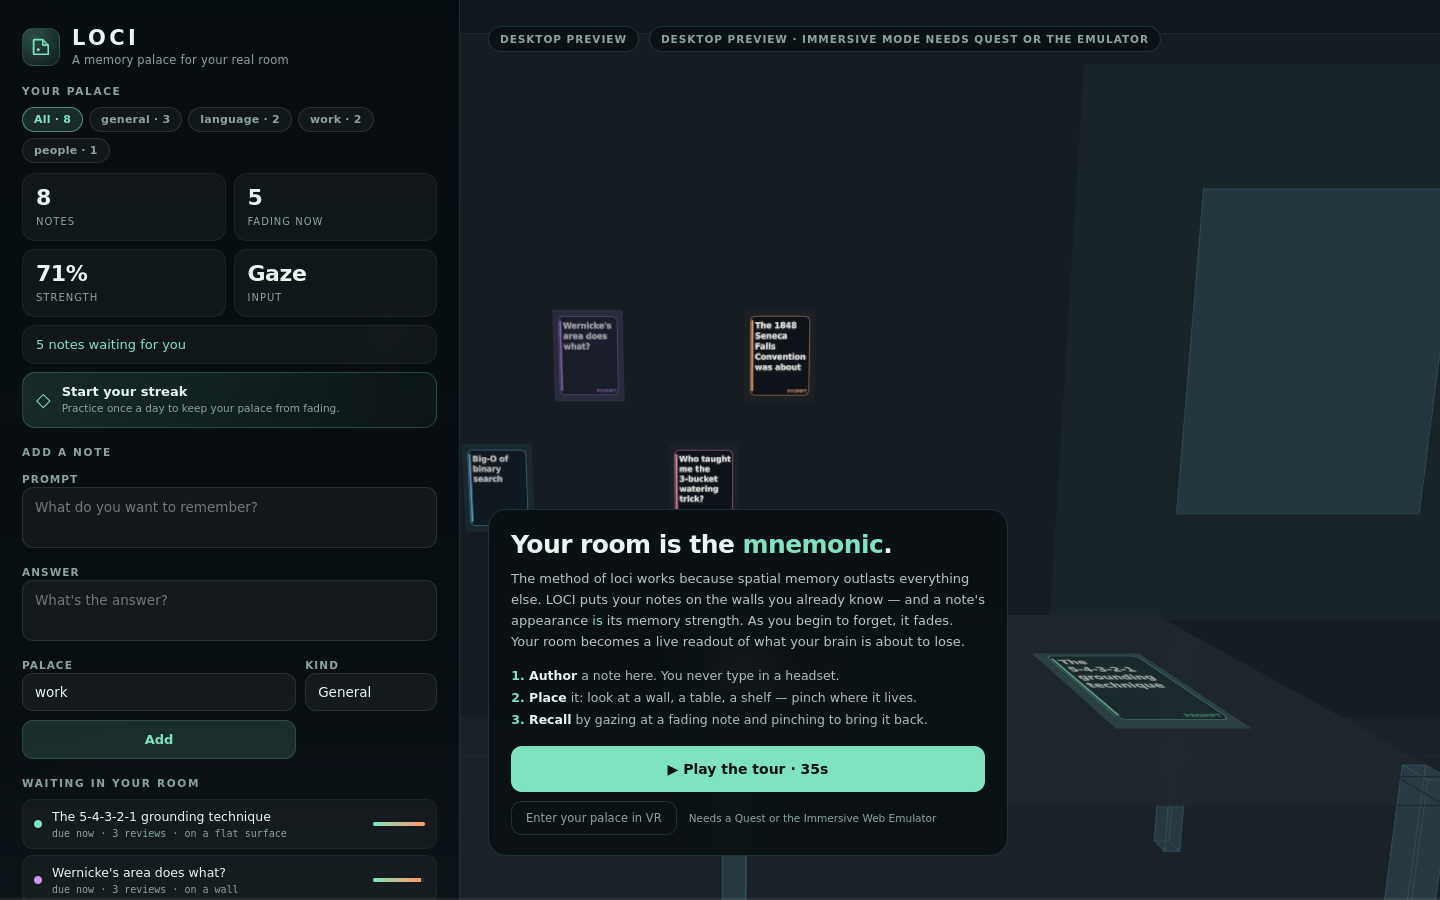 LOCI
A memory palace for your real room
YOUR PALACE
All · 8
general · 3
language · 2
work · 2
people · 1
8
NOTES
5
FADING NOW
71%
STRENGTH
Gaze
INPUT
5 notes waiting for you
Start your streak
Practice once a day to keep your palace from fading.
ADD A NOTE
PROMPT
What do you want to remember?
ANSWER
What's the answer?
PALACE
KIND
work
General
Add
WAITING IN YOUR ROOM
The 5-4-3-2-1 grounding technique
due now · 3 reviews · on a flat surface
Wernicke's area does what?
due now · 3 reviews · on a wall
DESKTOP PREVIEW
DESKTOP PREVIEW · IMMERSIVE MODE NEEDS QUEST OR THE EMULATOR
Wernicke's
area does
what?
PROMPT
The 1848
Seneca
Falls
Convention
was about
PROMPT
Big-O of
binary
search
Who taught
me the
3-bucket
watering
trick?
Your room is the mnemonic.
The method of loci works because spatial memory outlasts everything
else. LOCI puts your notes on the walls you already know — and a note's
appearance is its memory strength. As you begin to forget, it fades.
Your room becomes a live readout of what your brain is about to lose.
1. Author a note here. You never type in a headset.
2. Place it: look at a wall, a table, a shelf — pinch where it lives.
3. Recall by gazing at a fading note and pinching to bring it back.
▶ Play the tour · 35s
Enter your palace in VR
Needs a Quest or the Immersive Web Emulator
The
5-4-3-2-1
grounding
technique
PROMPT